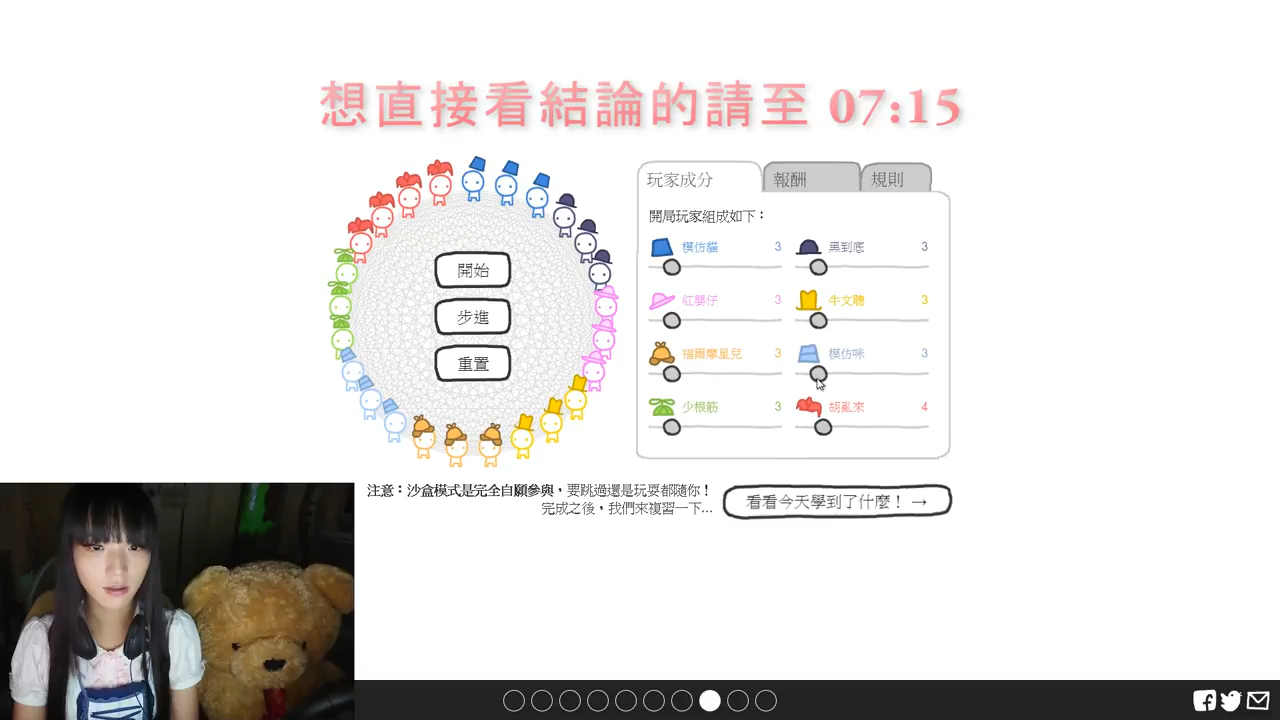 想直接看結論的請至 07:15
玩家成分
報酬
規則
開局玩家組成如下：
模仿貓 3
黑到底 3
紅嬰仔 3
牛文聰 3
福爾摩星兒 3
模仿咪 3
少根筋 3
胡亂來 4
開始
步進
重置
注意：沙盒模式是完全自願參與，要跳過還是玩耍都隨你！
完成之後，我們來複習一下...
看看今天學到了什麼！ →